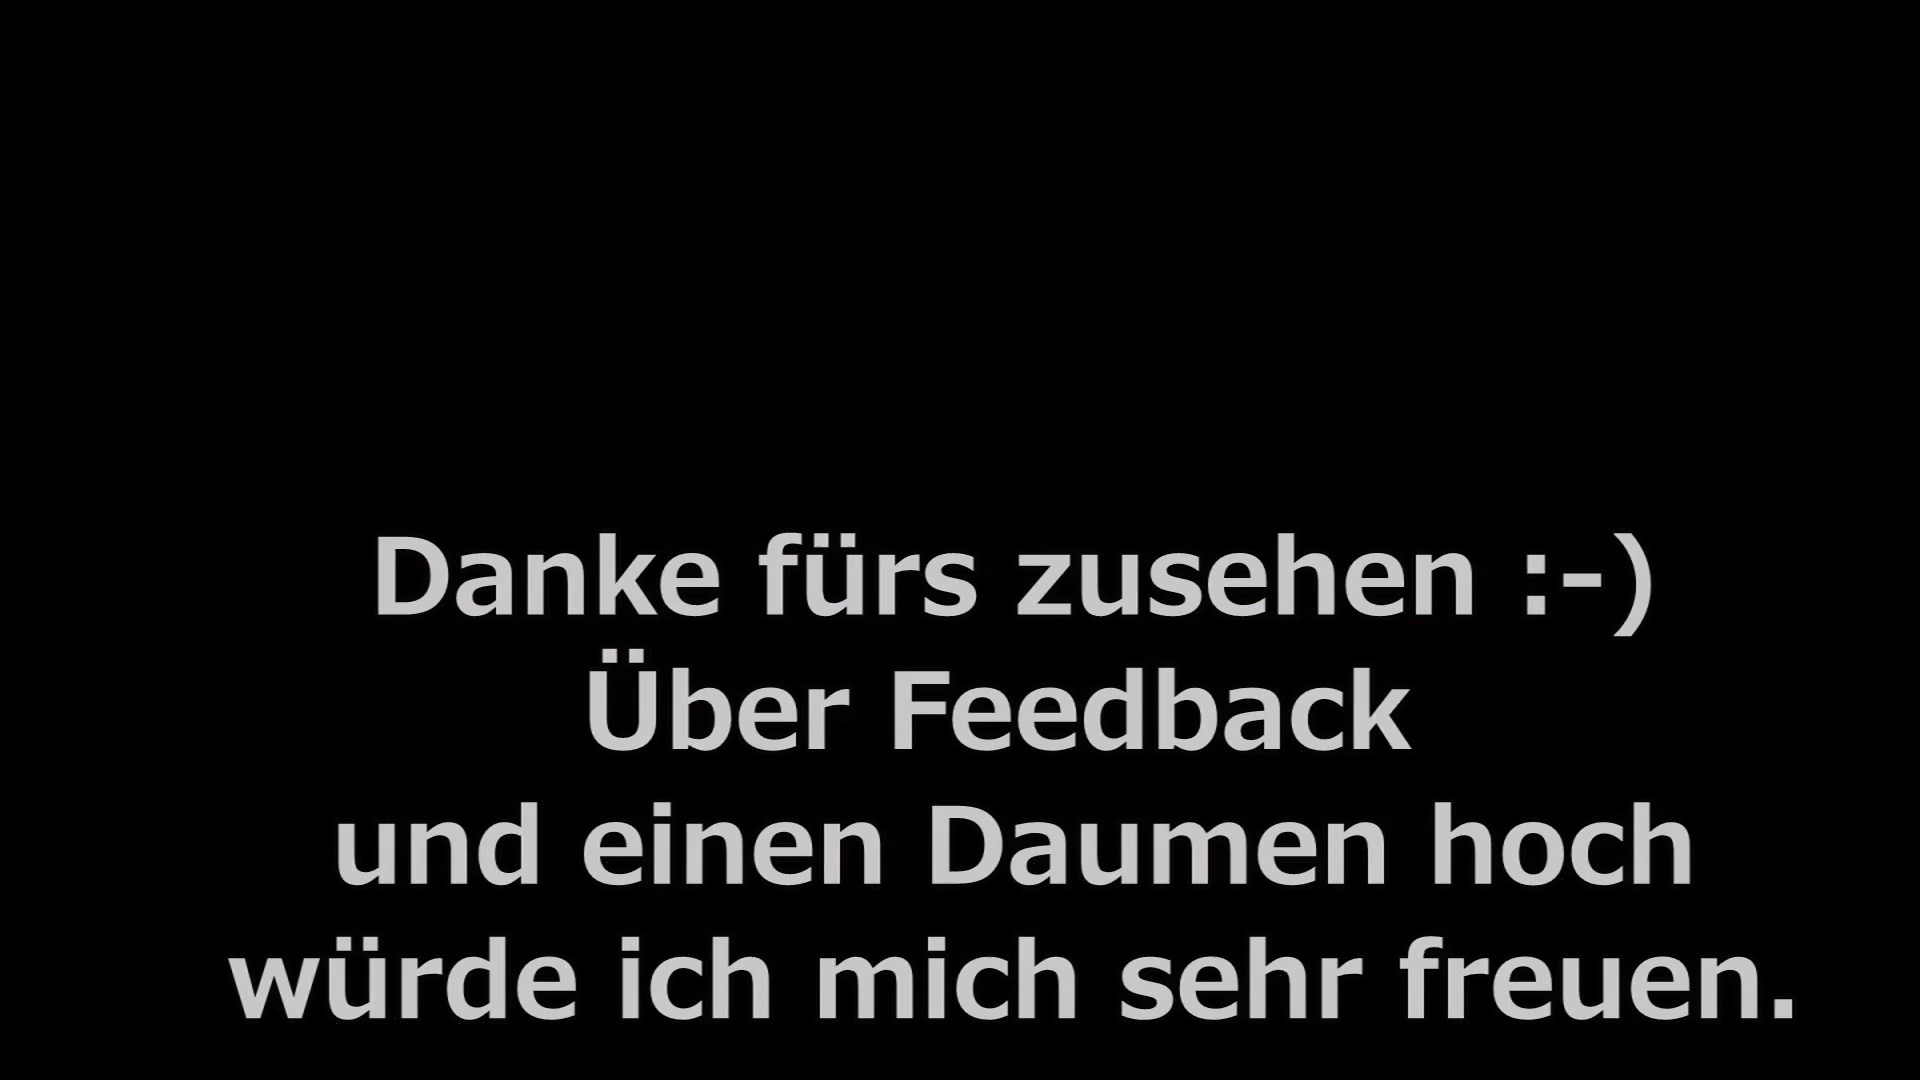 Danke fürs zusehen :-)
Über Feedback
und einen Daumen hoch
würde ich mich sehr freuen.